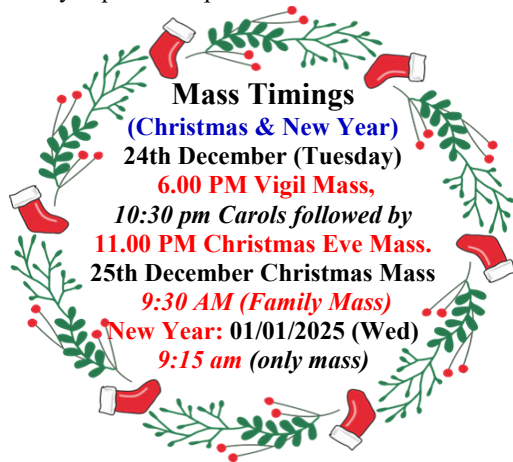 Mass Timings
(Christmas & New Year)
24th December (Tuesday)
6.00 PM Vigil Mass,
10:30 pm Carols followed by
11.00 PM Christmas Eve Mass.
25th December Christmas Mass
9:30 AM (Family Mass)
New Year: 01/01/2025 (Wed)
9:15 am (only mass)